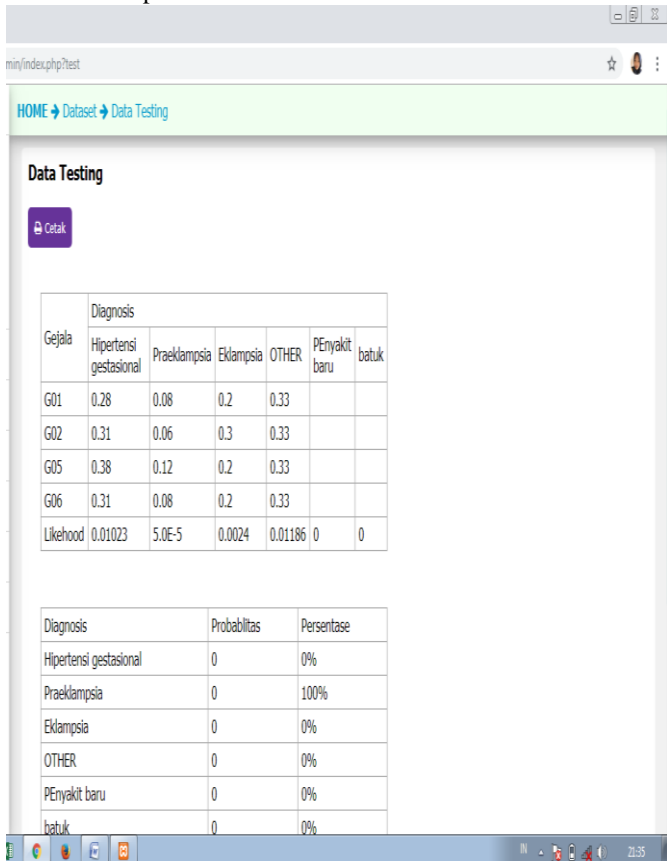 min/index.php?test
HOME → Dataset → Data Testing
Data Testing
Cetak
Gejala Diagnosis
Hipertensi gestasional Praeklampsia Eklampsia OTHER PEnyakit baru batuk
G01 0.28 0.08 0.2 0.33
G02 0.31 0.06 0.3 0.33
G05 0.38 0.12 0.2 0.33
G06 0.31 0.08 0.2 0.33
Likehood 0.01023 5.0E-5 0.0024 0.01186 0 0
Diagnosis Probablitas Persentase
Hipertensi gestasional 0 0%
Praeklampsia 0 100%
Eklampsia 0 0%
OTHER 0 0%
PEnyakit baru 0 0%
batuk 0 0%
IN 21:35